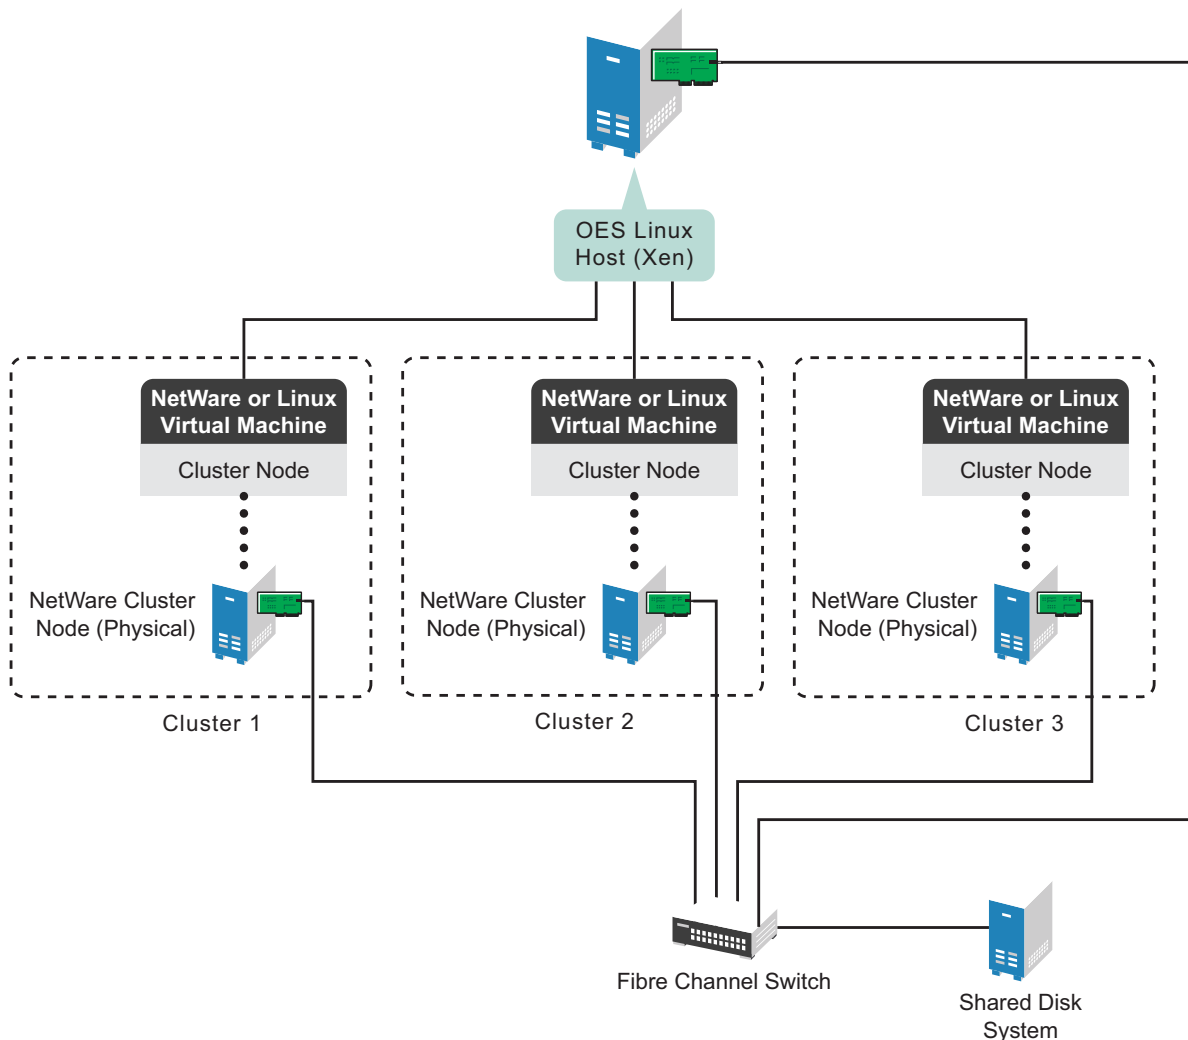 OES Linux
Host (Xen)
NetWare or Linux
Virtual Machine
Cluster Node
NetWare Cluster
Node (Physical)
Cluster 1
NetWare or Linux
Virtual Machine
Cluster Node
NetWare Cluster
Node (Physical)
Cluster 2
NetWare or Linux
Virtual Machine
Cluster Node
NetWare Cluster
Node (Physical)
Cluster 3
Fibre Channel Switch
Shared Disk
System